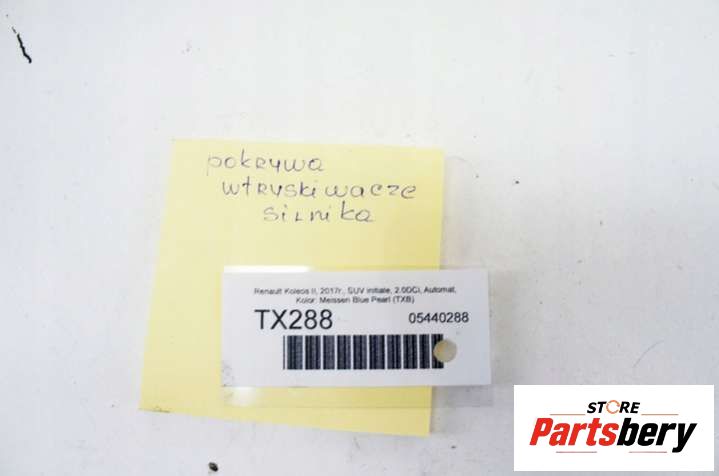 pokrywa
wtryskiwacze
silnika
Renault Koleos II, 2017r., SUV initiale, 2.0DCi, Automat,
Kolor: Meissen Blue Pearl (TXB)
TX288 05440288
STORE
Partsbery